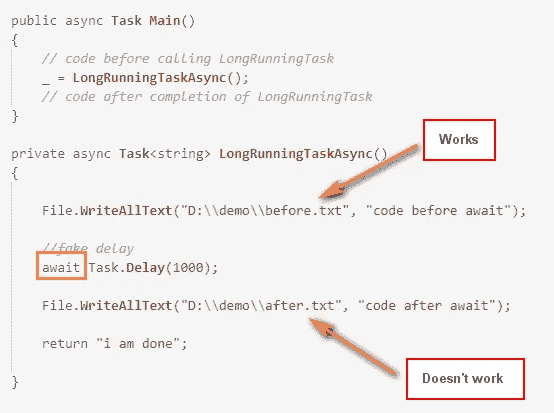 public async Task Main()
{
// code before calling LongRunningTask
_ = LongRunningTaskAsync();
// code after completion of LongRunningTask
}
Works
private async Task<string> LongRunningTaskAsync()
{
File.WriteAllText("D:\\demo\\before.txt", "code before await");
//fake delay
await Task.Delay(1000);
File.WriteAllText("D:\\demo\\after.txt", "code after await");
return "i am done";
Doesn't work
}